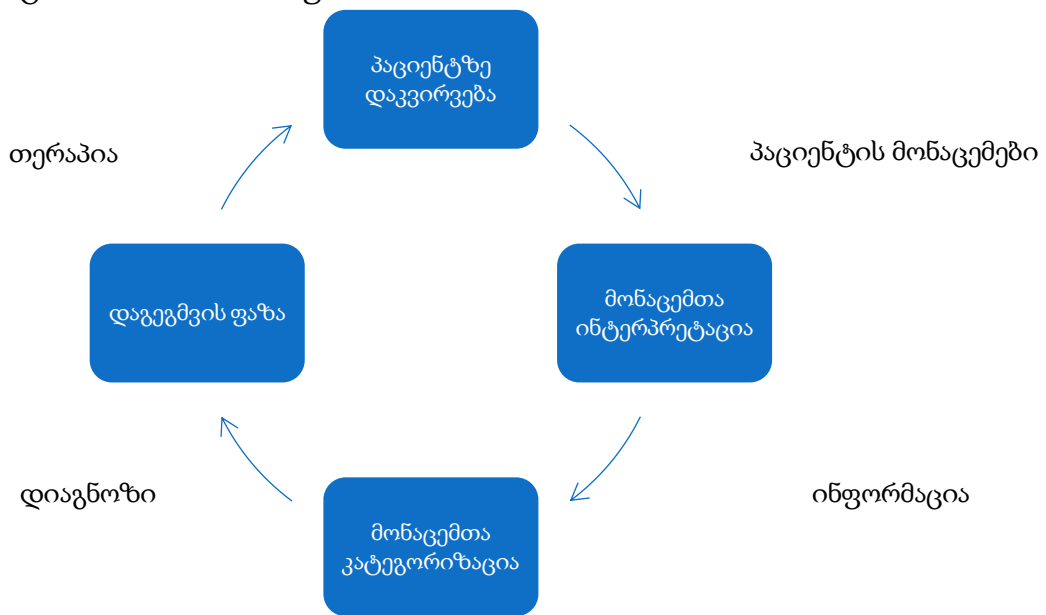 პაციენტზე
დაკვირვება
თერაპია
პაციენტის მონაცემები
დაგეგმვის ფაზა
მონაცემთა
ინტერპრეტაცია
დიაგნოზი
ინფორმაცია
მონაცემთა
კატეგორიზაცია